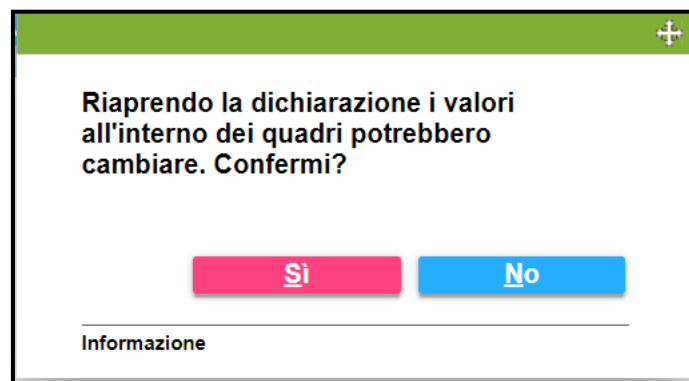 Riaprendo la dichiarazione i valori
all'interno dei quadri potrebbero
cambiare. Confermi?
Sì
No
Informazione